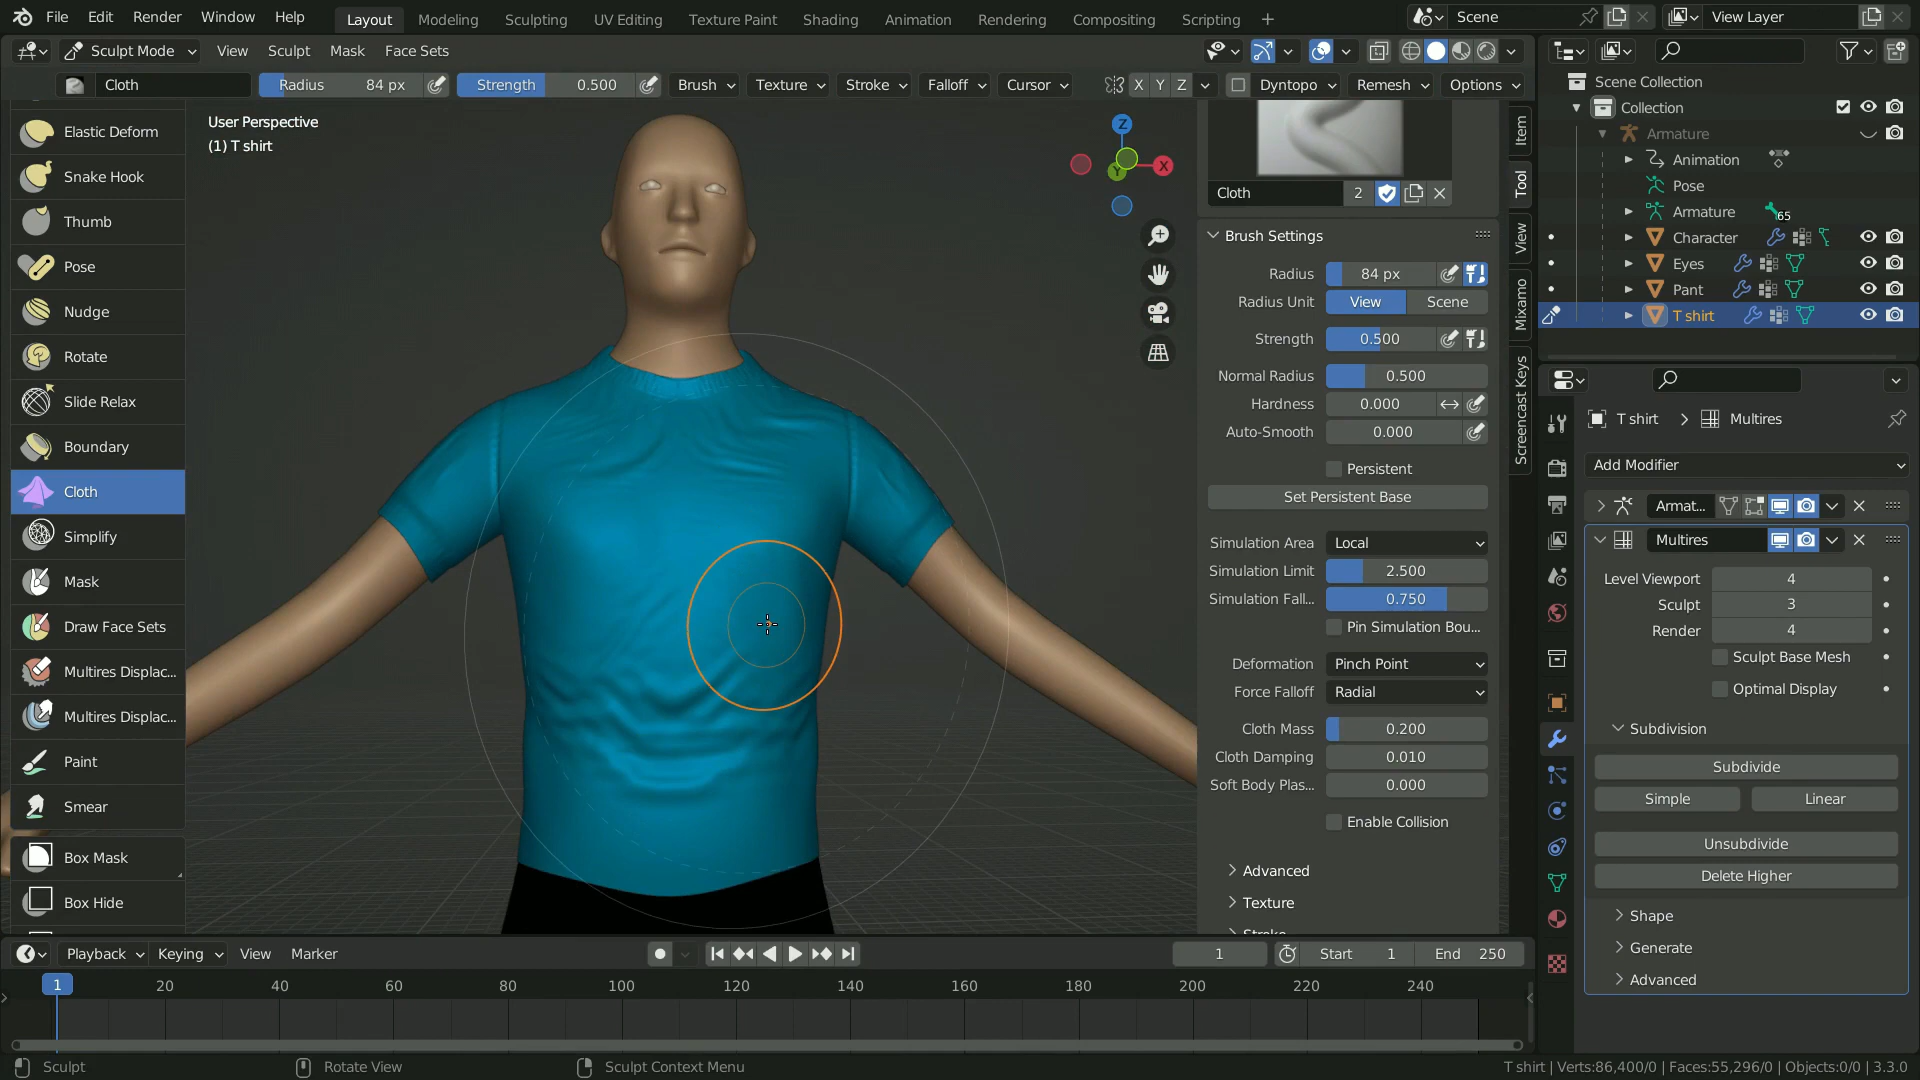 File Edit Render Window Help Layout Modeling Sculpting UV Editing Texture Paint Shading Animation Rendering Compositing Scripting Scene View Layer
Sculpt Mode View Sculpt Mask Face Sets
Cloth Radius 84 px Strength 0.500 Brush Texture Stroke Falloff Cursor X Y Z Dyntopo Remesh Options
Elastic Deform
Snake Hook
Thumb
Pose
Nudge
Rotate
Slide Relax
Boundary
Cloth
Simplify
Mask
Draw Face Sets
Multires Displac...
Multires Displac...
Paint
Smear
Box Mask
Box Hide
User Perspective
(1) T shirt
Z
X
Y
Cloth 2
Brush Settings
Radius 84 px
Radius Unit View Scene
Strength 0.500
Normal Radius 0.500
Hardness 0.000
Auto-Smooth 0.000
Persistent
Set Persistent Base
Simulation Area Local
Simulation Limit 2.500
Simulation Fall... 0.750
Pin Simulation Bou...
Deformation Pinch Point
Force Falloff Radial
Cloth Mass 0.200
Cloth Damping 0.010
Soft Body Plas... 0.000
Enable Collision
Advanced
Texture
Stroke
Item
Tool
View
Mixamo
Screencast Keys
Scene Collection
Collection
Armature
Animation
Pose
Armature 65
Character
Eyes
Pant
T shirt
T shirt > Multires
Add Modifier
Armat...
Multires
Level Viewport 4
Sculpt 3
Render 4
Sculpt Base Mesh
Optimal Display
Subdivision
Subdivide
Simple Linear
Unsubdivide
Delete Higher
Shape
Generate
Advanced
Playback Keying View Marker 1 Start 1 End 250
1 20 40 60 80 100 120 140 160 180 200 220 240
Sculpt Rotate View Sculpt Context Menu T shirt | Verts:86,400/0 | Faces:55,296/0 | Objects:0/0 | 3.3.0